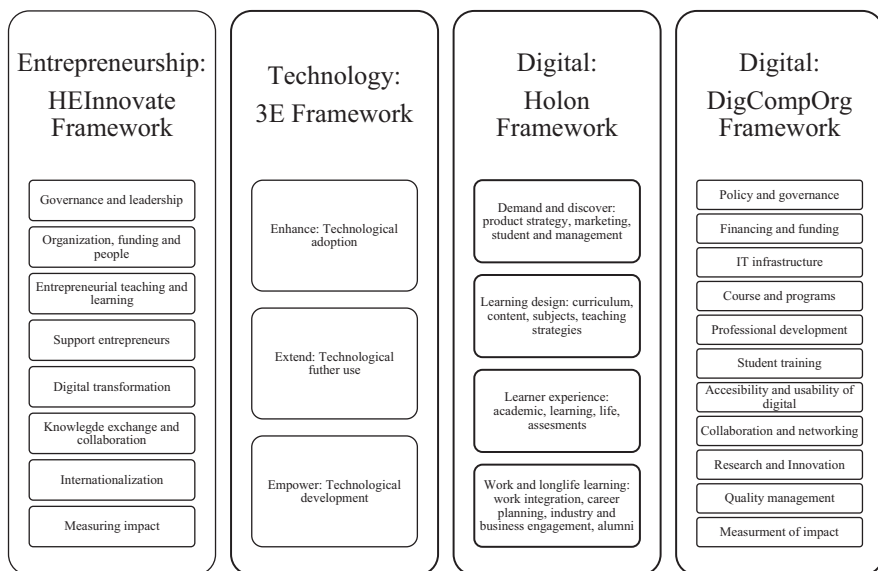 Entrepreneurship:
HEInnovate
Framework
Governance and leadership
Organization, funding and
people
Entrepreneurial teaching and
learning
Support entrepreneurs
Digital transformation
Knowlegde exchange and
collaboration
Internationalization
Measuring impact
Technology:
3E Framework
Enhance: Technological
adoption
Extend: Technological
futher use
Empower: Technological
development
Digital:
Holon
Framework
Demand and discover:
product strategy, marketing,
student and management
Learning design: curriculum,
content, subjects, teaching
strategies
Learner experience:
academic, learning, life,
assesments
Work and longlife learning:
work integration, career
planning, industry and
business engagement, alumni
Digital:
DigCompOrg
Framework
Policy and governance
Financing and funding
IT infrastructure
Course and programs
Professional development
Student training
Accesibility and usability of
digital
Collaboration and networking
Research and Innovation
Quality management
Measurment of impact